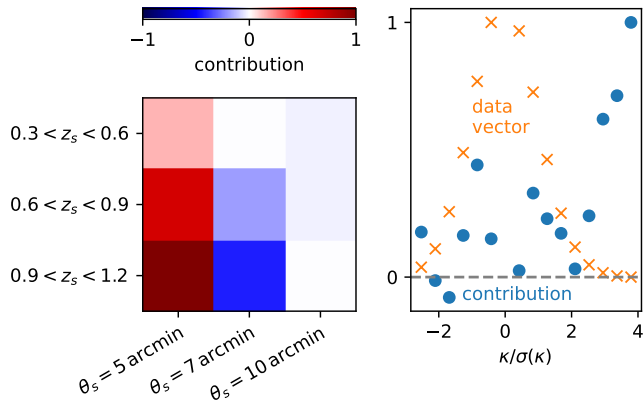 −1 0 1
contribution
0.3 < z_s < 0.6
0.6 < z_s < 0.9
0.9 < z_s < 1.2
θ_s = 5 arcmin
θ_s = 7 arcmin
θ_s = 10 arcmin
1
data
vector
0
contribution
−2 0 2 4
κ/σ(κ)